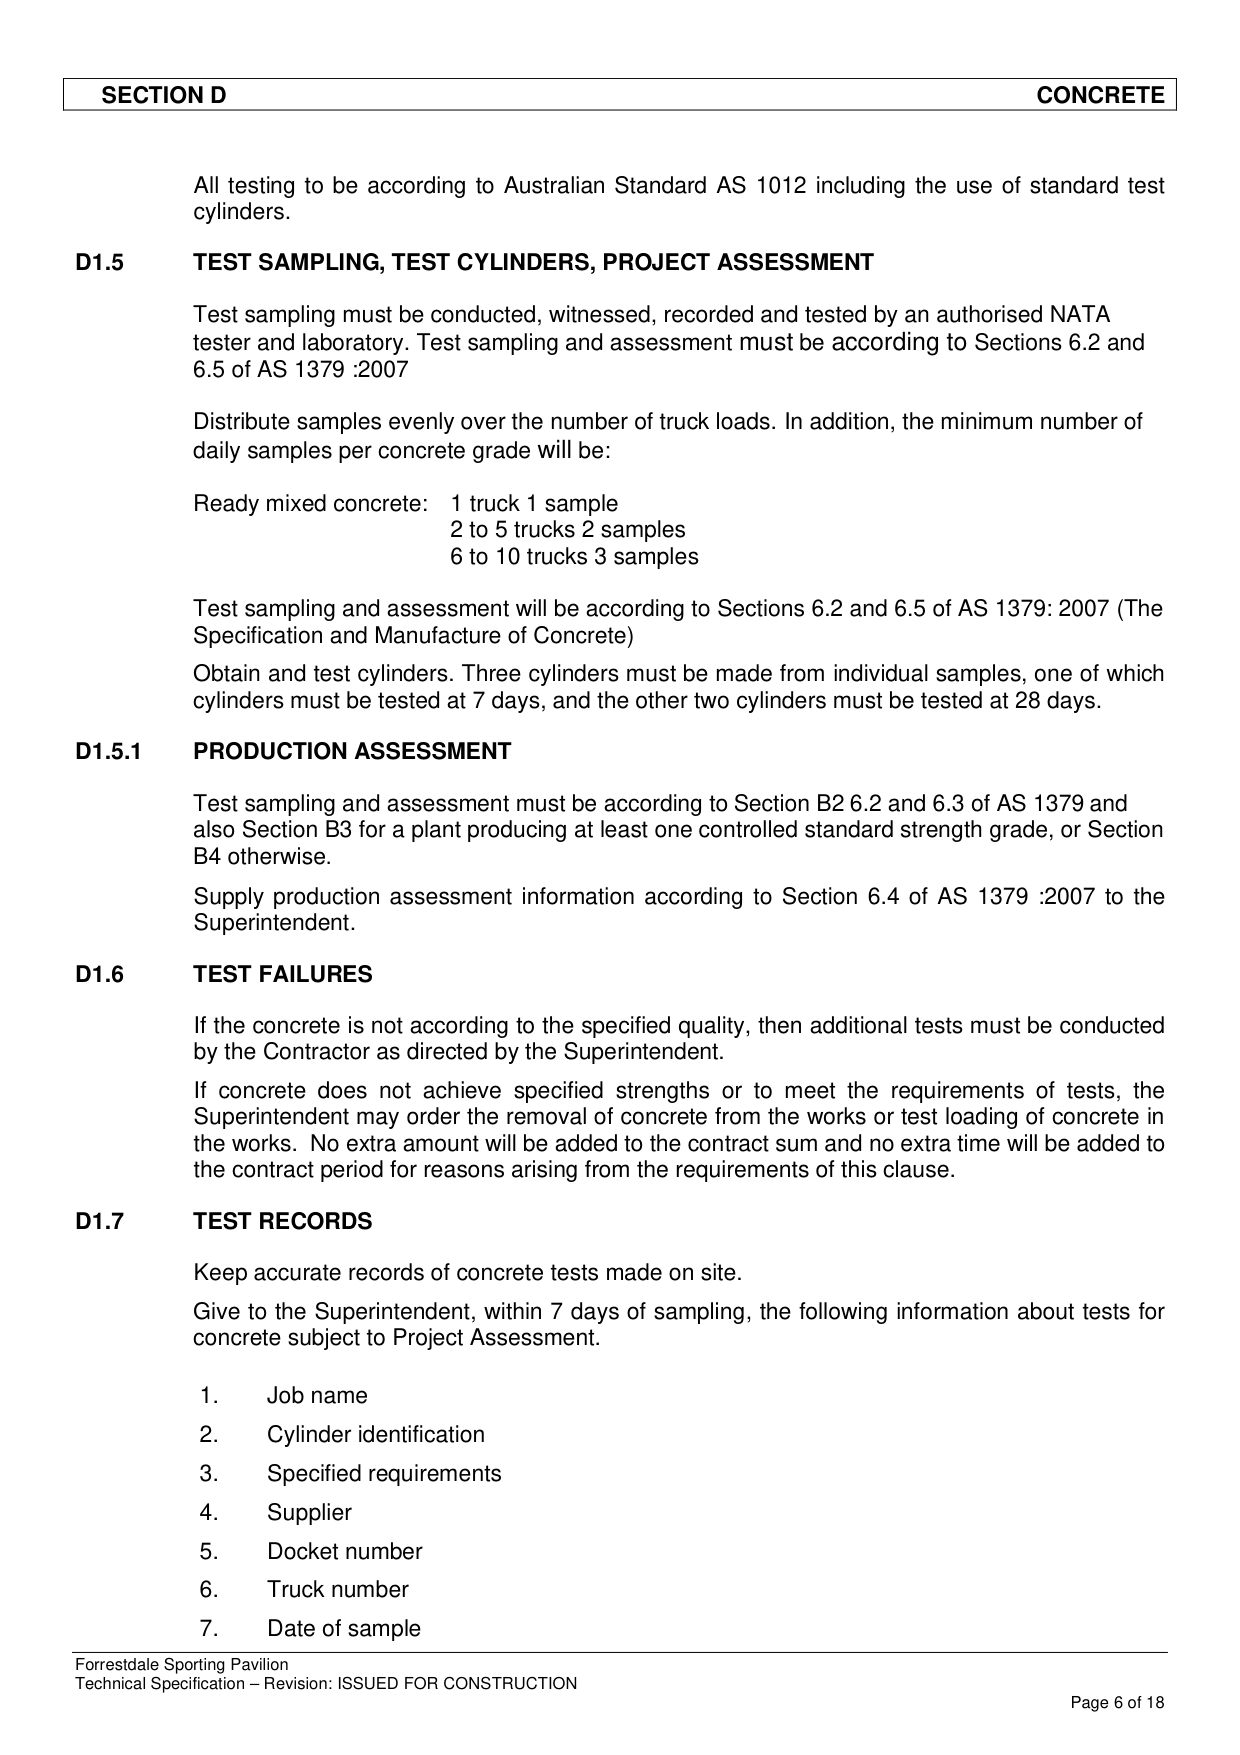 SECTION D CONCRETE
All testing to be according to Australian Standard AS 1012 including the use of standard test
cylinders.
D1.5 TEST SAMPLING, TEST CYLINDERS, PROJECT ASSESSMENT
Test sampling must be conducted, witnessed, recorded and tested by an authorised NATA
tester and laboratory. Test sampling and assessment must be according to Sections 6.2 and
6.5 of AS 1379 :2007
Distribute samples evenly over the number of truck loads. In addition, the minimum number of
daily samples per concrete grade will be:
Ready mixed concrete: 1 truck 1 sample
2 to 5 trucks 2 samples
6 to 10 trucks 3 samples
Test sampling and assessment will be according to Sections 6.2 and 6.5 of AS 1379: 2007 (The
Specification and Manufacture of Concrete)
Obtain and test cylinders. Three cylinders must be made from individual samples, one of which
cylinders must be tested at 7 days, and the other two cylinders must be tested at 28 days.
D1.5.1 PRODUCTION ASSESSMENT
Test sampling and assessment must be according to Section B2 6.2 and 6.3 of AS 1379 and
also Section B3 for a plant producing at least one controlled standard strength grade, or Section
B4 otherwise.
Supply production assessment information according to Section 6.4 of AS 1379 :2007 to the
Superintendent.
D1.6 TEST FAILURES
If the concrete is not according to the specified quality, then additional tests must be conducted
by the Contractor as directed by the Superintendent.
If concrete does not achieve specified strengths or to meet the requirements of tests, the
Superintendent may order the removal of concrete from the works or test loading of concrete in
the works. No extra amount will be added to the contract sum and no extra time will be added to
the contract period for reasons arising from the requirements of this clause.
D1.7 TEST RECORDS
Keep accurate records of concrete tests made on site.
Give to the Superintendent, within 7 days of sampling, the following information about tests for
concrete subject to Project Assessment.
1. Job name
2. Cylinder identification
3. Specified requirements
4. Supplier
5. Docket number
6. Truck number
7. Date of sample
Forrestdale Sporting Pavilion
Technical Specification – Revision: ISSUED FOR CONSTRUCTION
Page 6 of 18